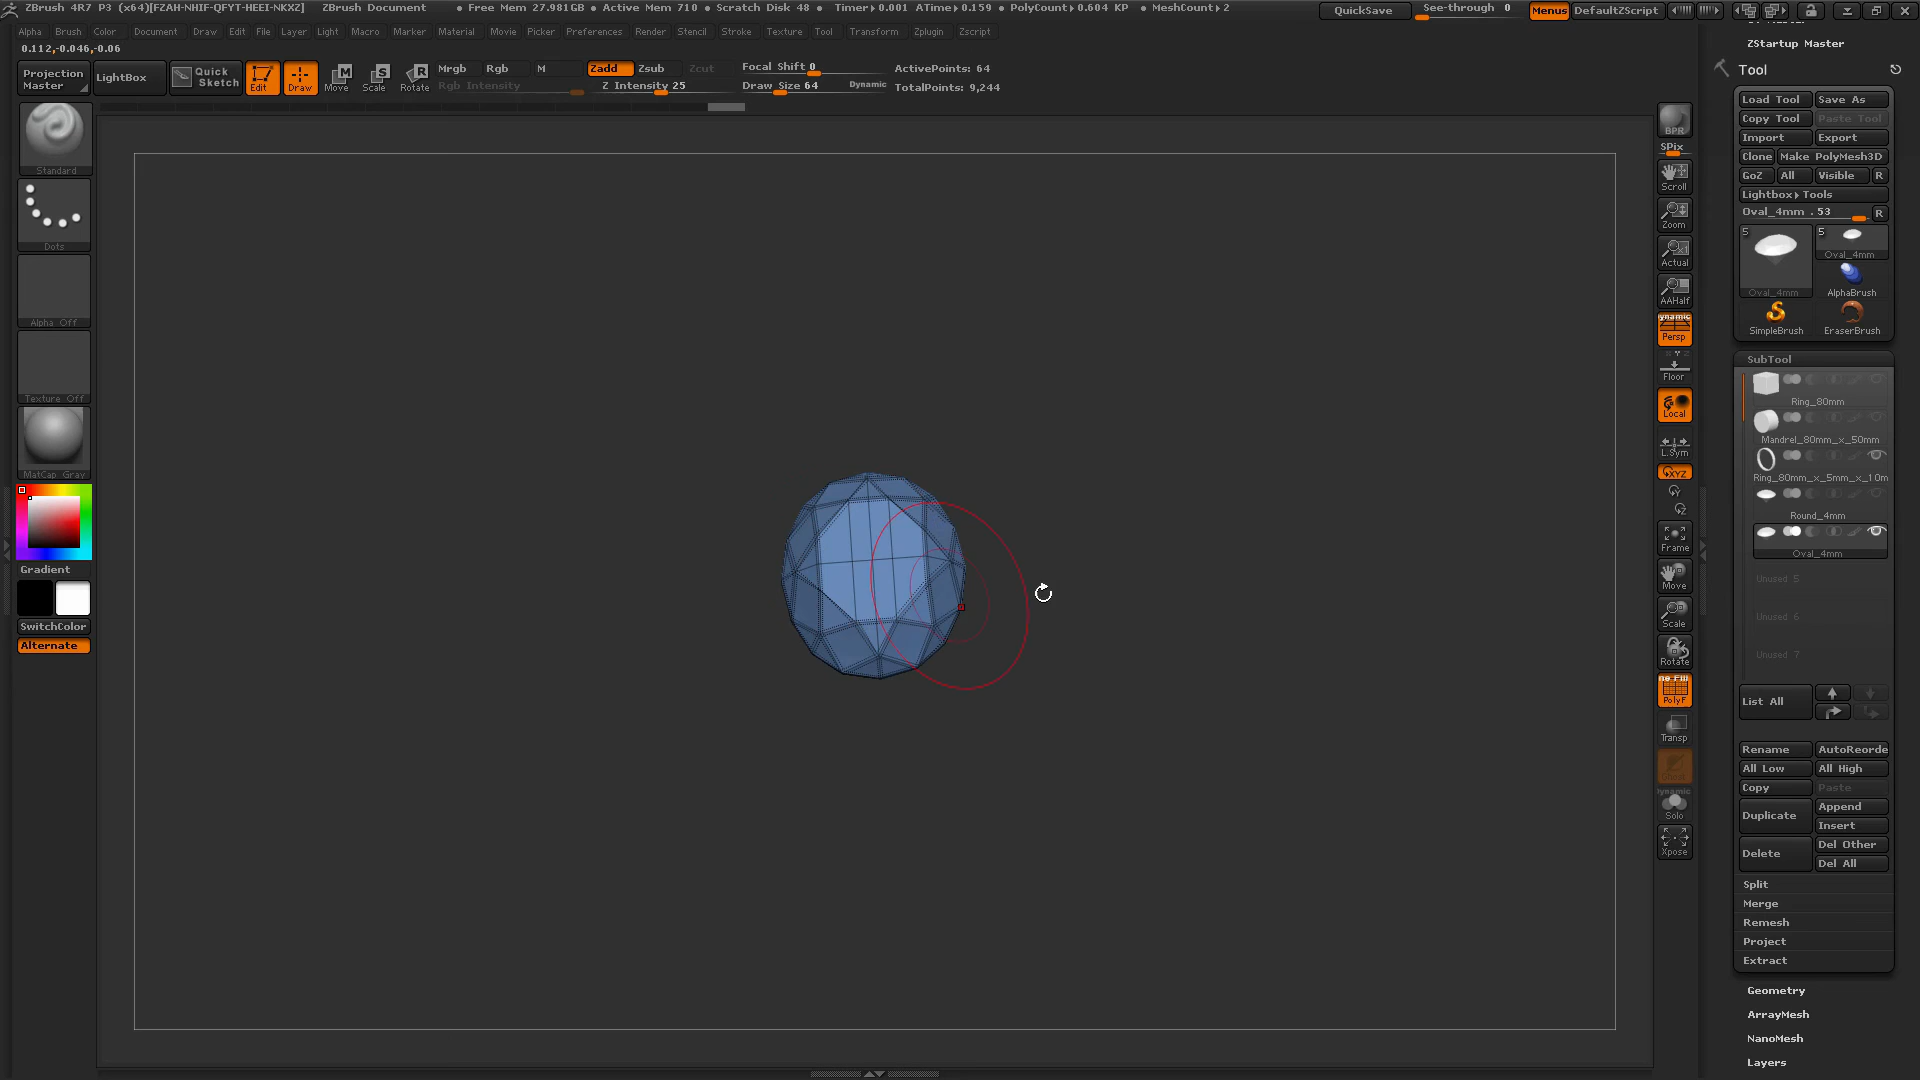 ZBrush 4R7 P3 (x64)[FZAH-NHIF-QFYT-HEEI-NKXZ] ZBrush Document • Free Mem 27.981GB • Active Mem 710 • Scratch Disk 48 • Timer▸0.001 ATime▸0.159 • PolyCount▸0.604 KP • MeshCount▸2 QuickSave See-through 0 Menus DefaultZScript
Alpha Brush Color Document Draw Edit File Layer Light Macro Marker Material Movie Picker Preferences Render Stencil Stroke Texture Tool Transform Zplugin Zscript
0.112,-0.046,-0.06
Projection Master
LightBox
Quick Sketch
Edit
Draw
Move
Scale
Rotate
Mrgb Rgb M
Rgb Intensity
Zadd Zsub Zcut
Z Intensity 25
Focal Shift 0
Draw Size 64
Dynamic
ActivePoints: 64
TotalPoints: 9,244
Standard
Dots
Alpha Off
Texture Off
MatCap Gray
Gradient
SwitchColor
Alternate
BPR
SPix
Scroll
Zoom
Actual
AAHalf
Persp
Floor
Local
L.Sym
XYZ
Frame
Move
Scale
Rotate
PolyF
Transp
Solo
Xpose
ZStartup Master
Tool
Load Tool Save As
Copy Tool Paste Tool
Import Export
Clone Make PolyMesh3D
GoZ All Visible R
Lightbox▸Tools
Oval_4mm .53 R
5
5
Oval_4mm
Oval_4mm
AlphaBrush
SimpleBrush
EraserBrush
SubTool
Ring_80mm
Mandrel_80mm_x_50mm
Ring_80mm_x_5mm_x_10m
Round_4mm
Oval_4mm
Unused 5
Unused 6
Unused 7
List All
Rename AutoReorde
All Low All High
Copy Paste
Duplicate
Append
Insert
Delete
Del Other
Del All
Split
Merge
Remesh
Project
Extract
Geometry
ArrayMesh
NanoMesh
Layers